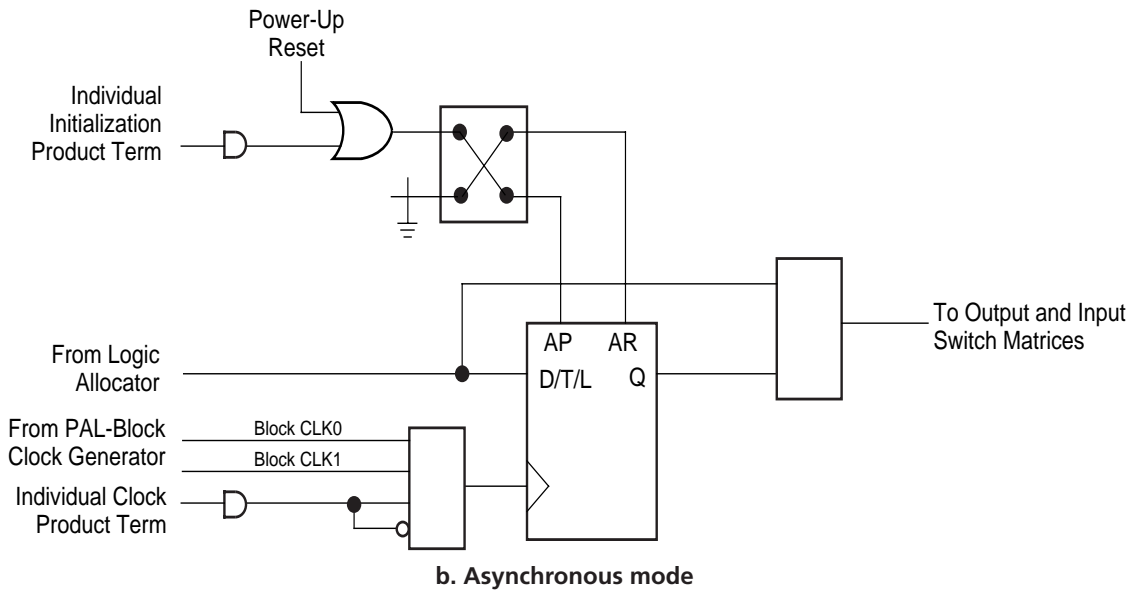 Power-Up
Reset
Individual
Initialization
Product Term
AP AR
D/T/L Q
To Output and Input
Switch Matrices
From Logic
Allocator
From PAL-Block
Clock Generator
Block CLK0
Block CLK1
Individual Clock
Product Term
b. Asynchronous mode